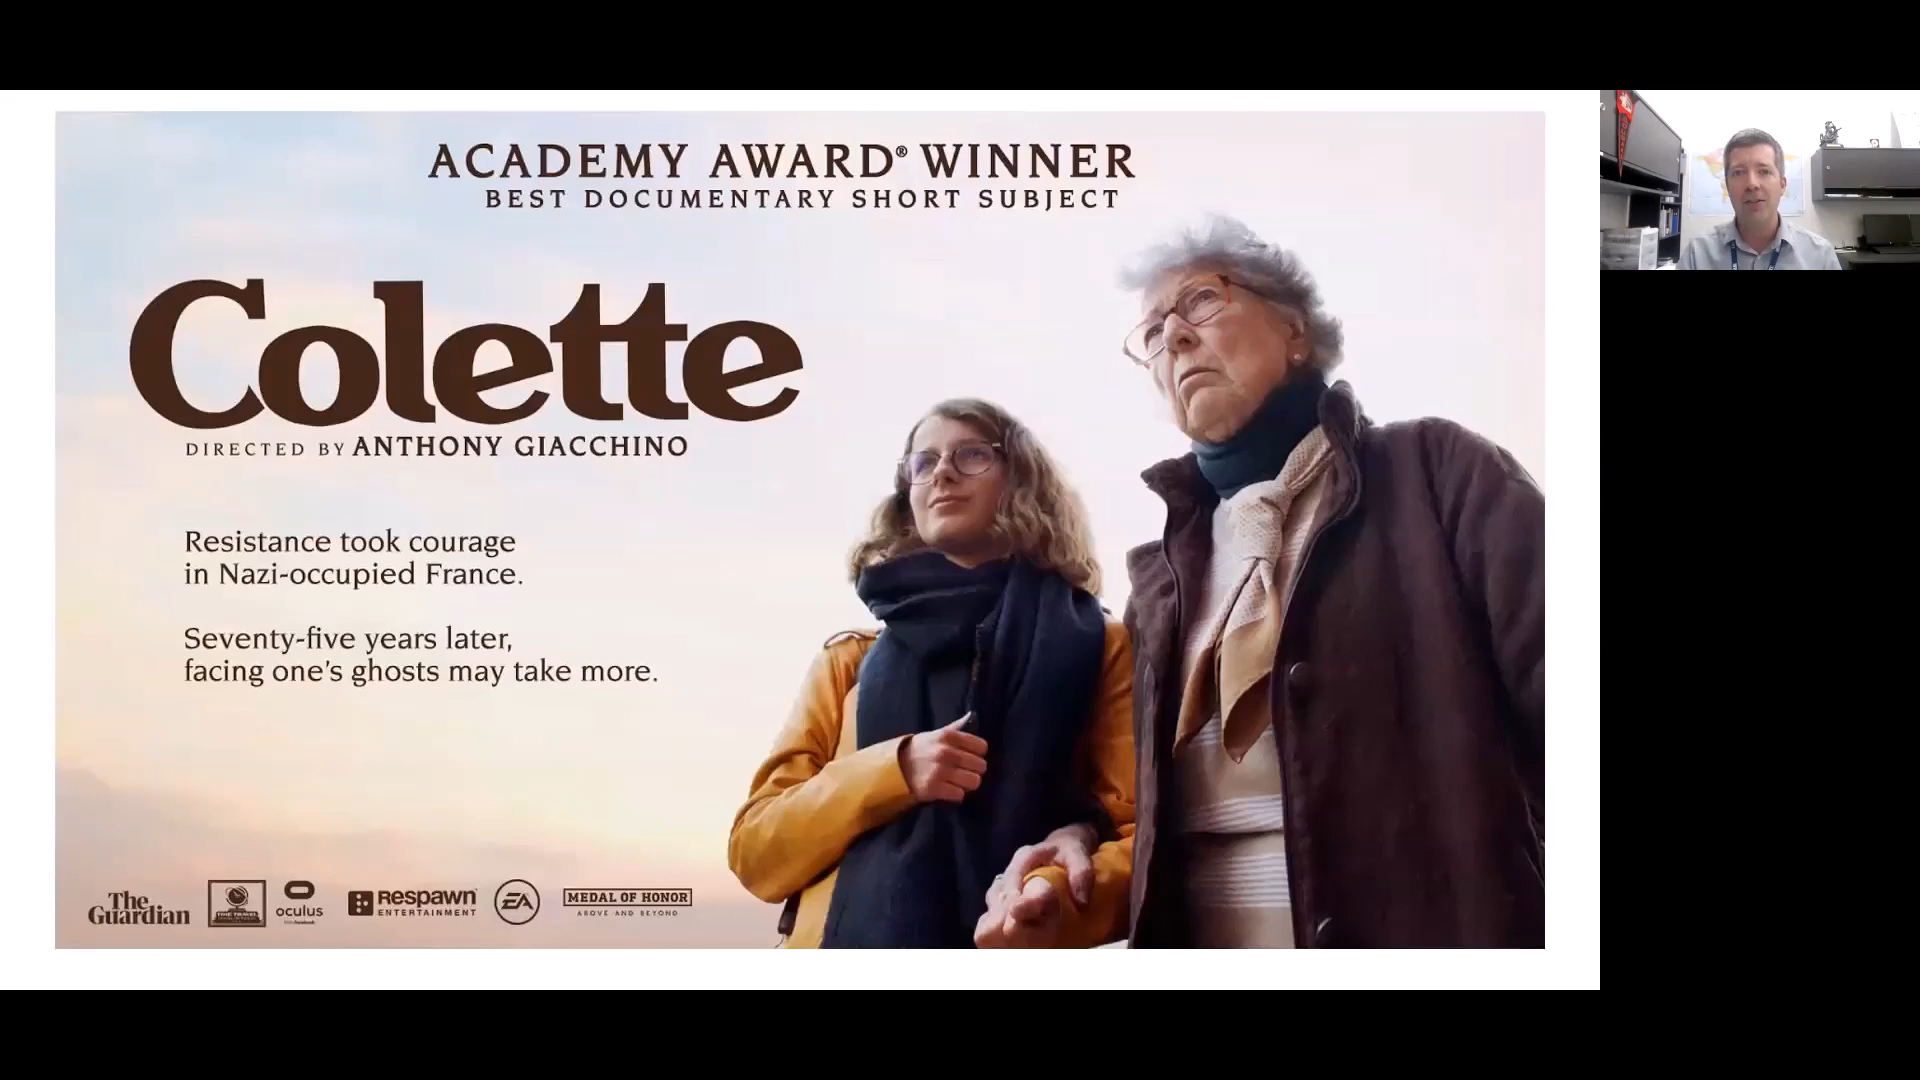 ACADEMY AWARD® WINNER
BEST DOCUMENTARY SHORT SUBJECT
Colette
DIRECTED BY ANTHONY GIACCHINO
Resistance took courage
in Nazi-occupied France.
Seventy-five years later,
facing one's ghosts may take more.
The
Guardian
TIME TRAVEL
oculus
RESPAWN
ENTERTAINMENT
EA
MEDAL OF HONOR
ABOVE AND BEYOND